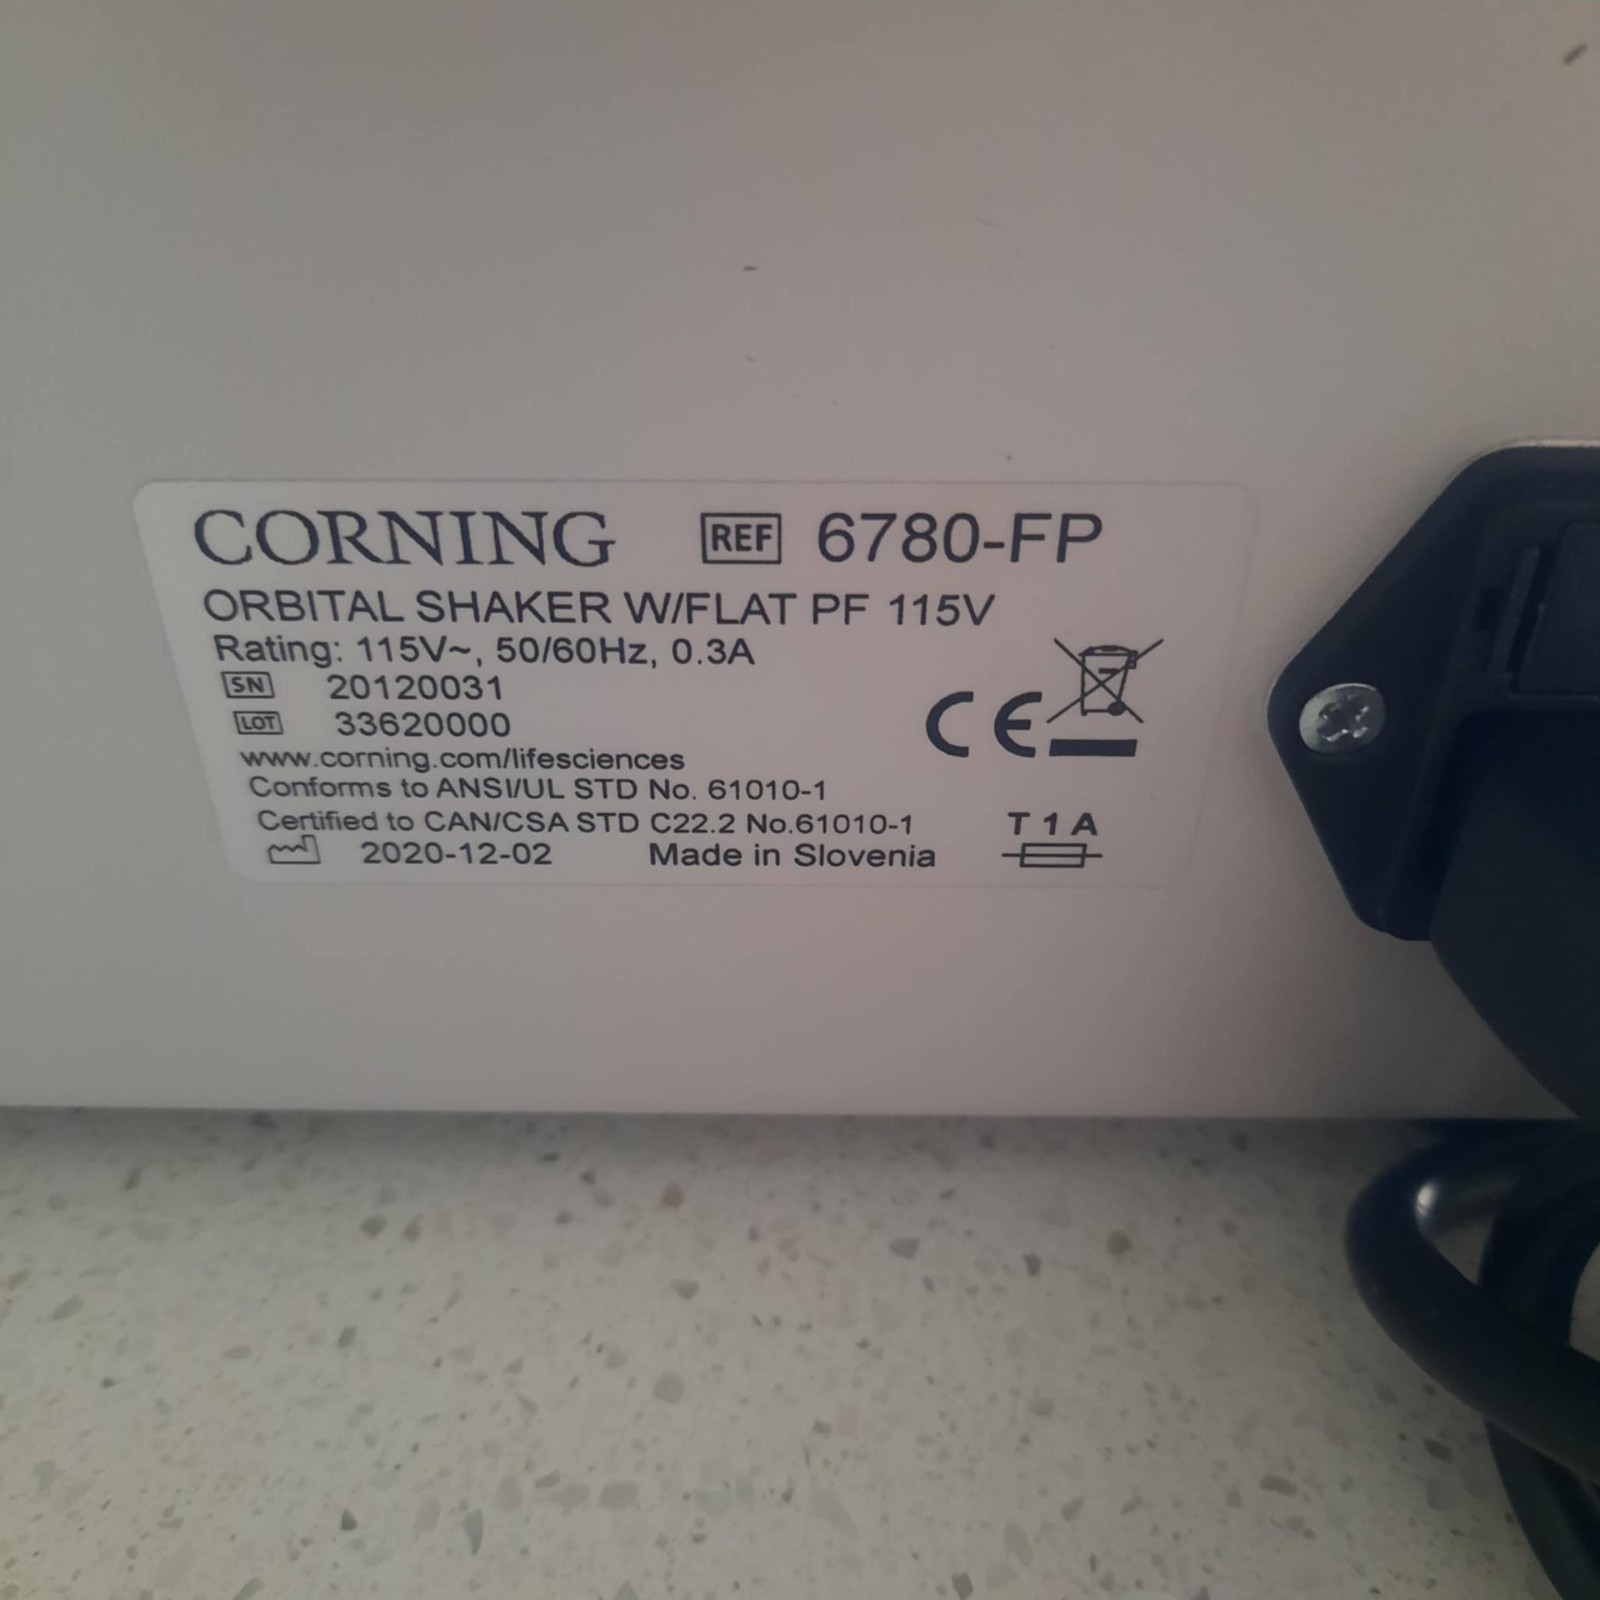 CORNING REF 6780-FP
ORBITAL SHAKER W/FLAT PF 115V
Rating: 115V~, 50/60Hz, 0.3A
SN 20120031
LOT 33620000
CE
www.corning.com/lifesciences
Conforms to ANSI/UL STD No. 61010-1
Certified to CAN/CSA STD C22.2 No.61010-1 T 1 A
2020-12-02 Made in Slovenia